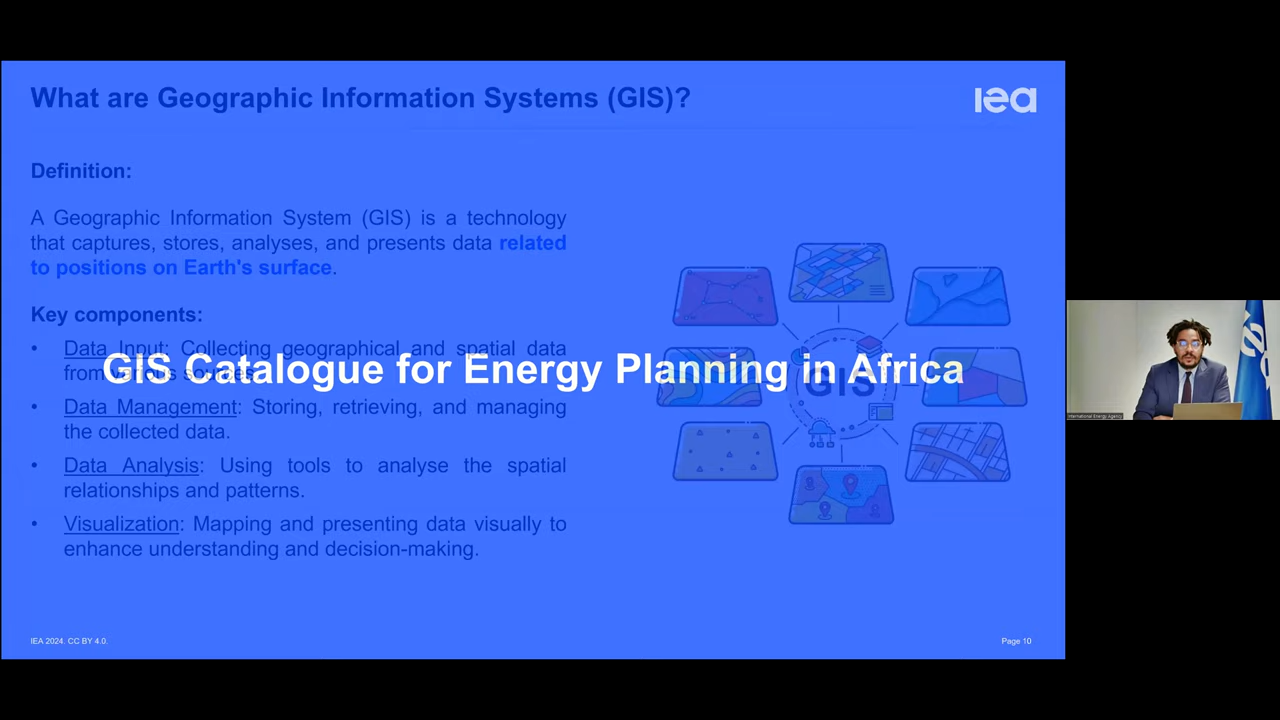 What are Geographic Information Systems (GIS)?
iea
Definition:
A Geographic Information System (GIS) is a technology
that captures, stores, analyses, and presents data related
to positions on Earth's surface.
Key components:
• Data Input: Collecting geographical and spatial data
from various sources.
GIS Catalogue for Energy Planning in Africa
GIS
• Data Management: Storing, retrieving, and managing
the collected data.
• Data Analysis: Using tools to analyse the spatial
relationships and patterns.
• Visualization: Mapping and presenting data visually to
enhance understanding and decision-making.
IEA 2024. CC BY 4.0.
Page 10
International Energy Agency